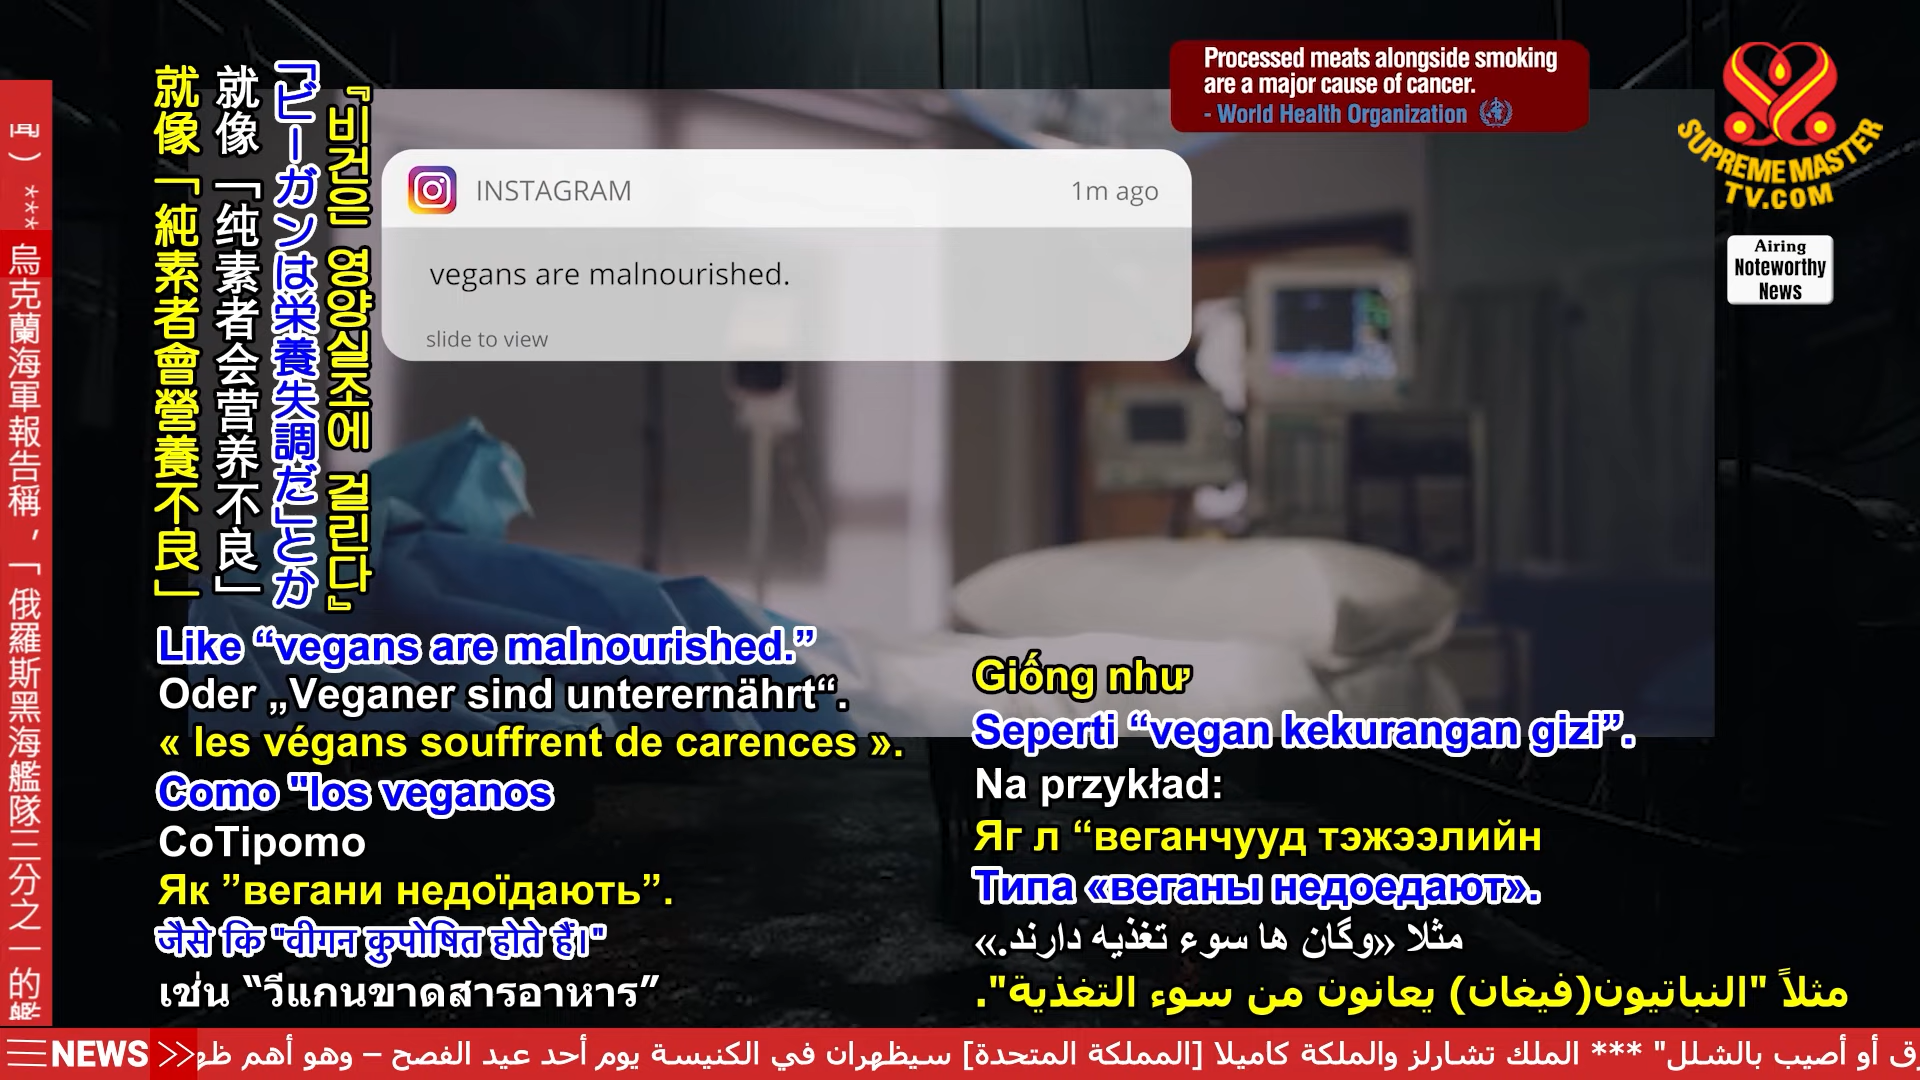 Processed meats alongside smoking
are a major cause of cancer.
- World Health Organization
SUPREME MASTER
TV.COM
Airing
Noteworthy
News
INSTAGRAM
1m ago
vegans are malnourished.
slide to view
『비건은 영양실조에 걸린다』
「ビーガンは栄養失調だ」とか
就像「纯素者会营养不良」
就像「純素者會營養不良」
聞）*** 烏克蘭海軍報告稱，「俄羅斯黑海艦隊三分之一的艦
Like “vegans are malnourished.”
Oder „Veganer sind unterernährt“.
« les végans souffrent de carences ».
Como "los veganos
CoTipomo
Як ”вегани недоїдають”.
जैसे कि "वीगन कुपोषित होते हैं।"
เช่น “วีแกนขาดสารอาหาร”
Giống như
Seperti “vegan kekurangan gizi”.
Na przykład:
Яг л “веганчууд тэжээлийн
Типа «веганы недоедают».
مثلا «وگان ها سوء تغذیه دارند.»
مثلاً "النباتيون(فيغان) يعانون من سوء التغذية".
NEWS
ق أو أصيب بالشلل" *** الملك تشارلز والملكة كاميلا [المملكة المتحدة] سيظهران في الكنيسة يوم أحد عيد الفصح – وهو أهم ظه